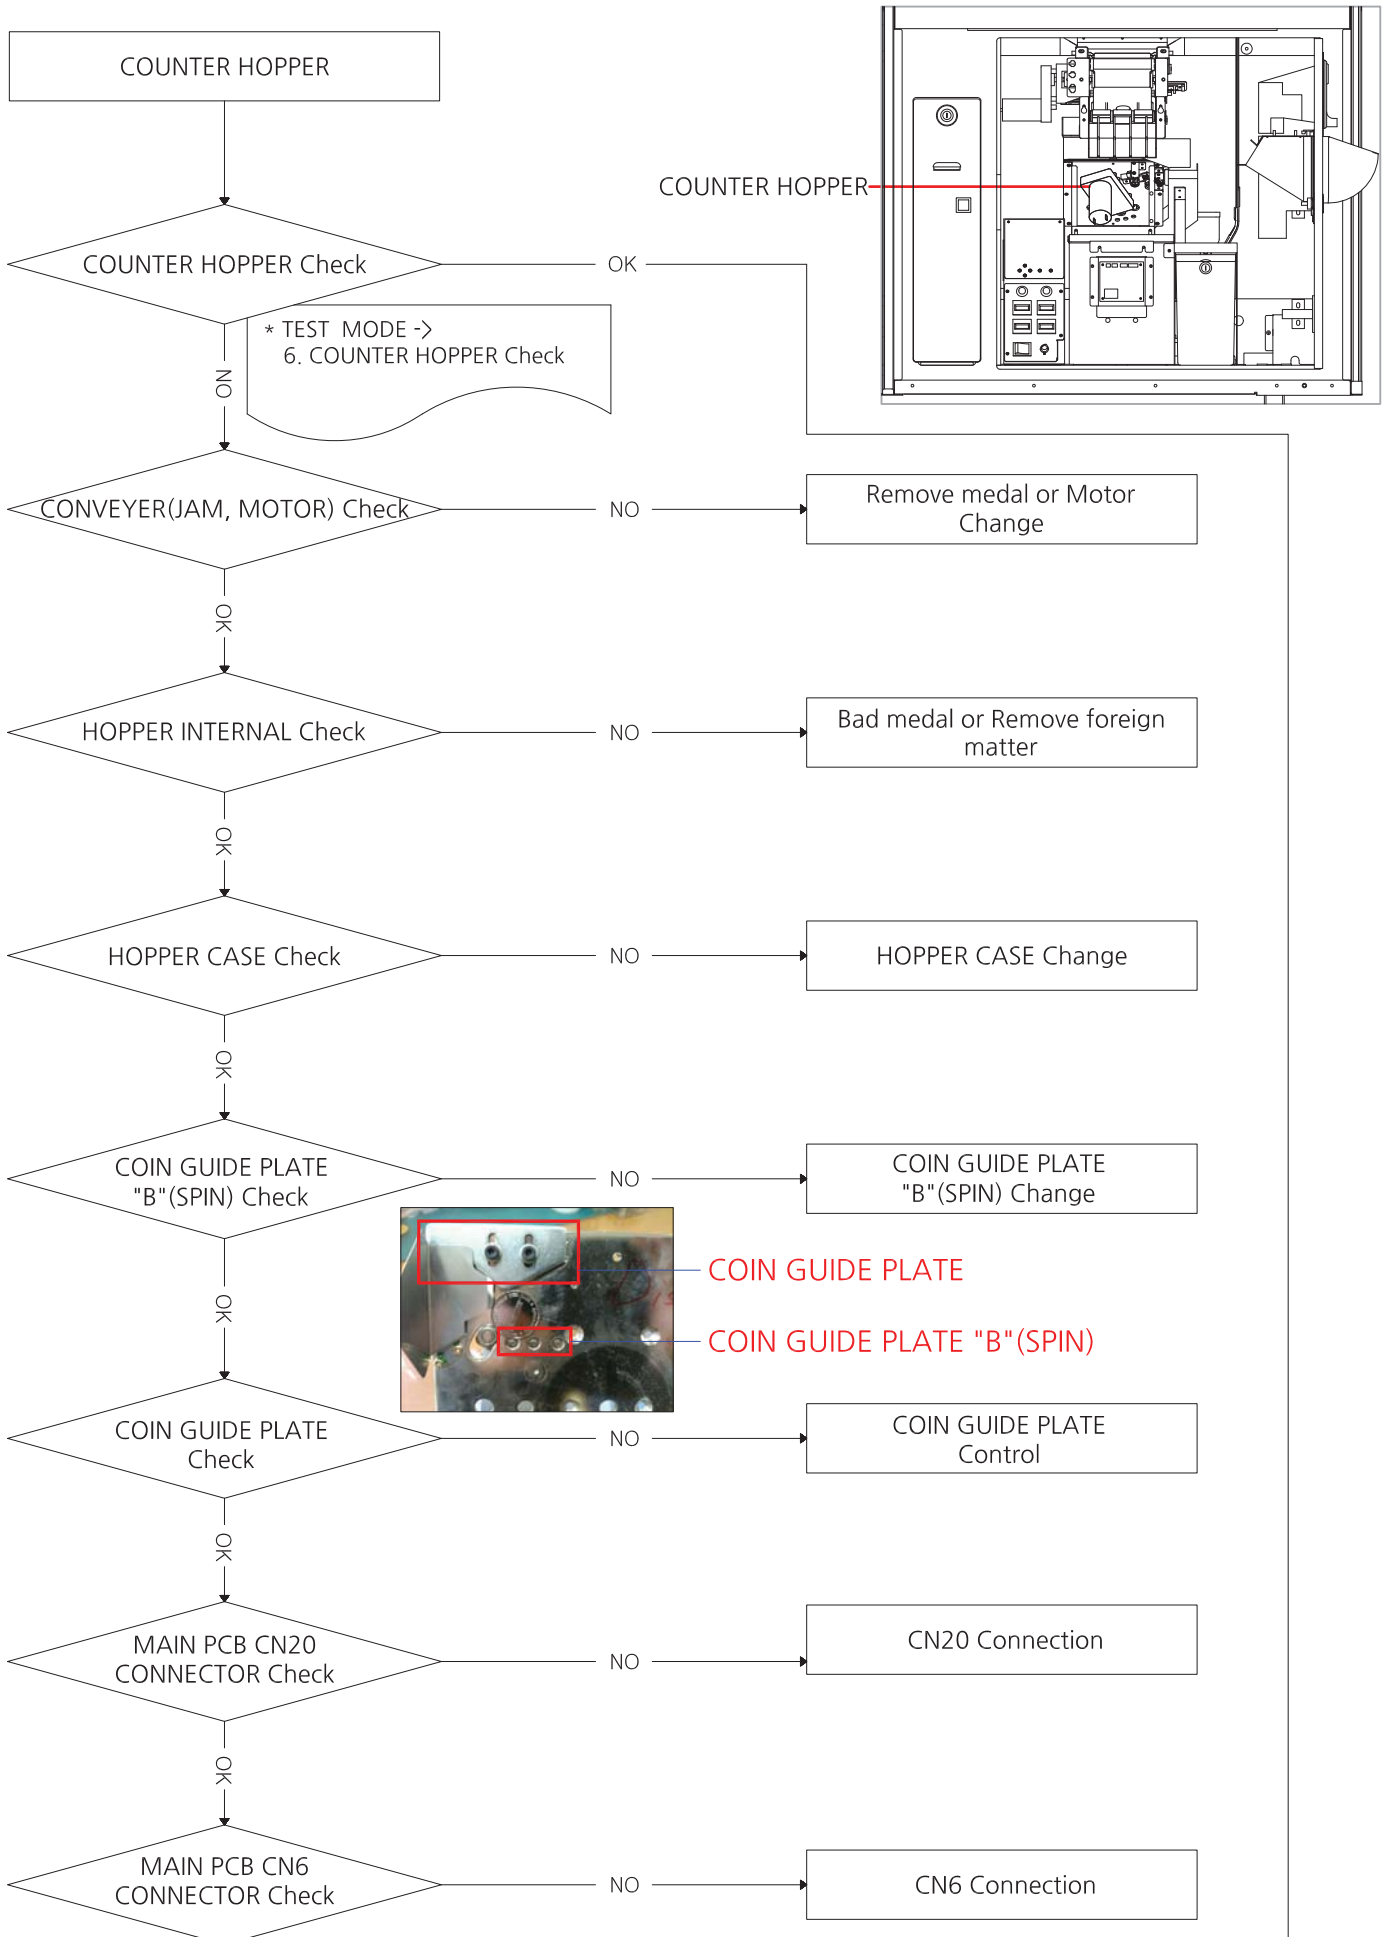 COUNTER HOPPER
COUNTER HOPPER
COUNTER HOPPER Check
OK
* TEST MODE ->
6. COUNTER HOPPER Check
NO
CONVEYER(JAM, MOTOR) Check
NO
Remove medal or Motor
Change
OK
HOPPER INTERNAL Check
NO
Bad medal or Remove foreign
matter
OK
HOPPER CASE Check
NO
HOPPER CASE Change
OK
COIN GUIDE PLATE
"B"(SPIN) Check
NO
COIN GUIDE PLATE
"B"(SPIN) Change
COIN GUIDE PLATE
COIN GUIDE PLATE "B"(SPIN)
OK
COIN GUIDE PLATE
Check
NO
COIN GUIDE PLATE
Control
OK
MAIN PCB CN20
CONNECTOR Check
NO
CN20 Connection
OK
MAIN PCB CN6
CONNECTOR Check
NO
CN6 Connection